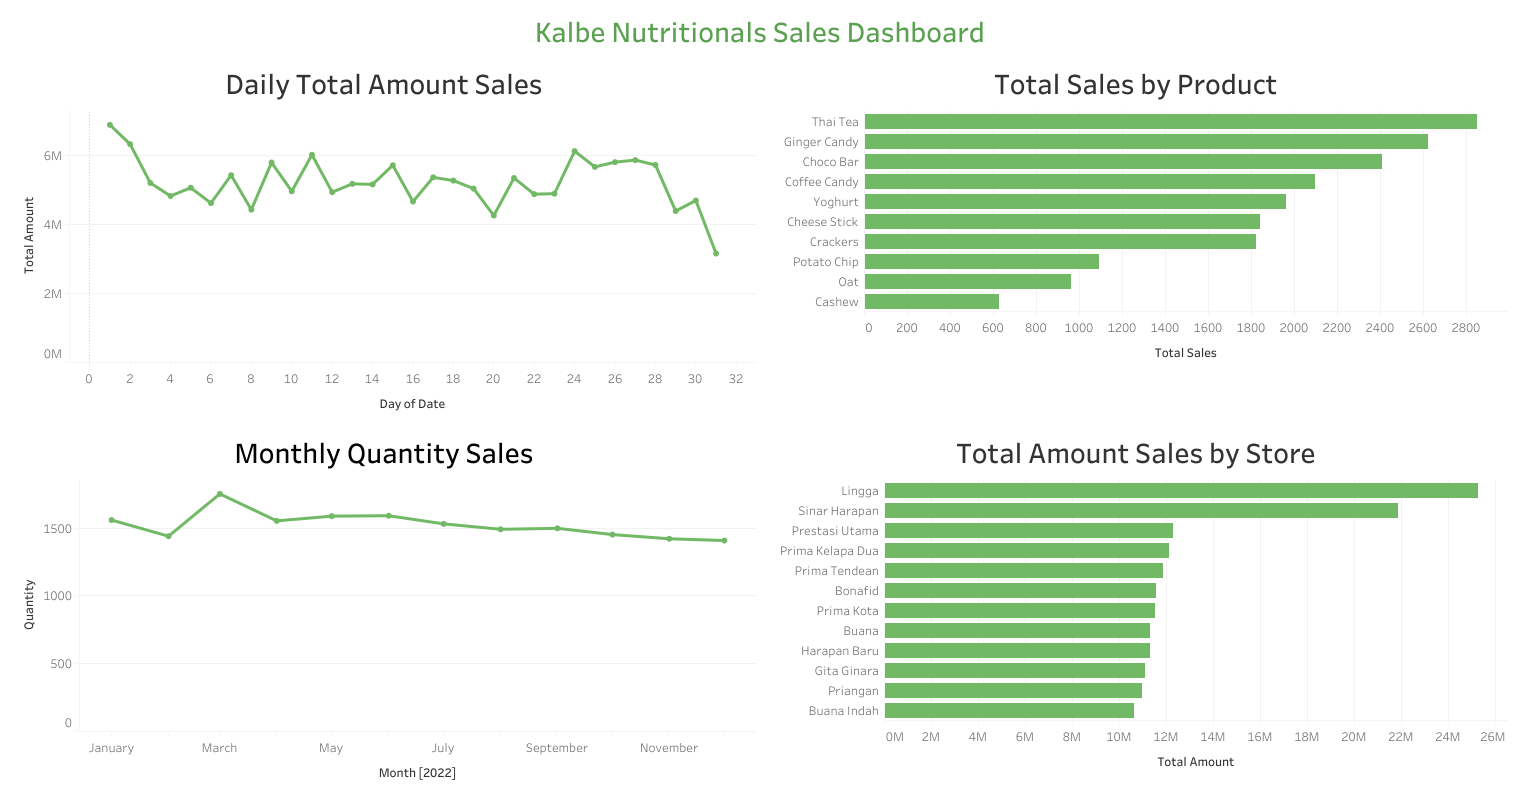 Kalbe Nutritionals Sales Dashboard
Daily Total Amount Sales
Total Amount
6M
4M
2M
0M
0 2 4 6 8 10 12 14 16 18 20 22 24 26 28 30 32
Day of Date
Total Sales by Product
Thai Tea
Ginger Candy
Choco Bar
Coffee Candy
Yoghurt
Cheese Stick
Crackers
Potato Chip
Oat
Cashew
0 200 400 600 800 1000 1200 1400 1600 1800 2000 2200 2400 2600 2800
Total Sales
Monthly Quantity Sales
Quantity
1500
1000
500
0
January March May July September November
Month [2022]
Total Amount Sales by Store
Lingga
Sinar Harapan
Prestasi Utama
Prima Kelapa Dua
Prima Tendean
Bonafid
Prima Kota
Buana
Harapan Baru
Gita Ginara
Priangan
Buana Indah
0M 2M 4M 6M 8M 10M 12M 14M 16M 18M 20M 22M 24M 26M
Total Amount